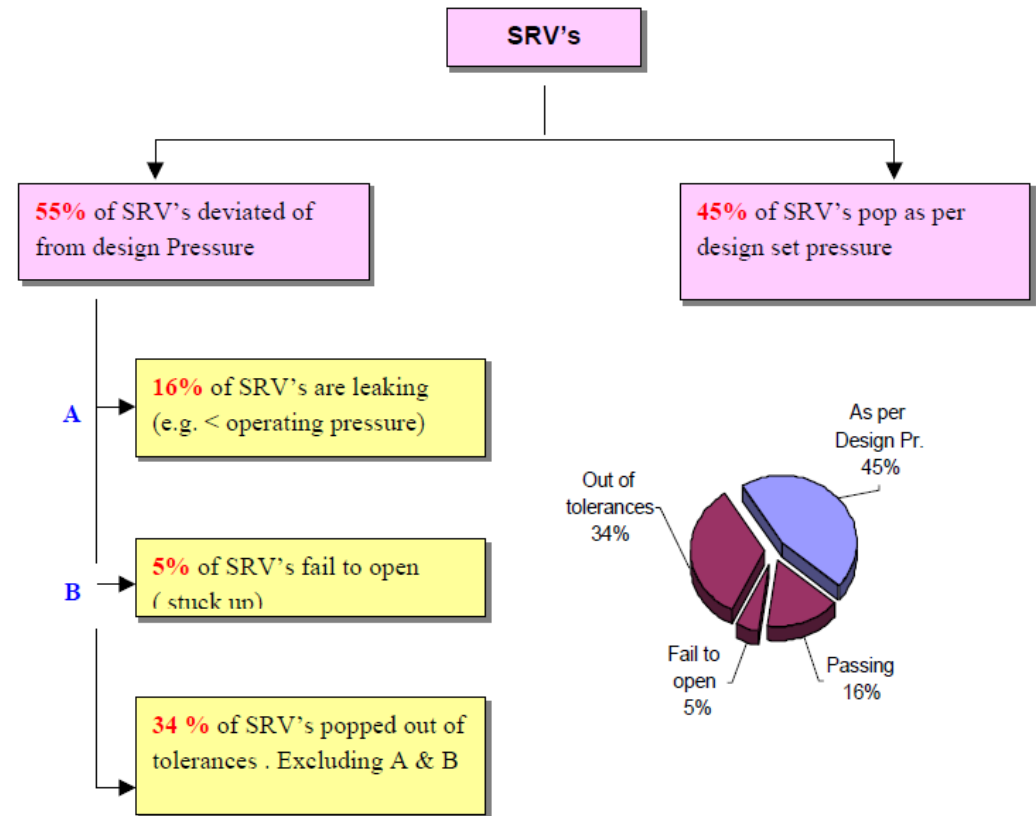 SRV's
55% of SRV's deviated of
from design Pressure
45% of SRV's pop as per
design set pressure
A
16% of SRV's are leaking
(e.g. < operating pressure)
B
5% of SRV's fail to open
( stuck up)
34 % of SRV's popped out of
tolerances . Excluding A & B
As per
Design Pr.
45%
Out of
tolerances
34%
Fail to
open
5%
Passing
16%